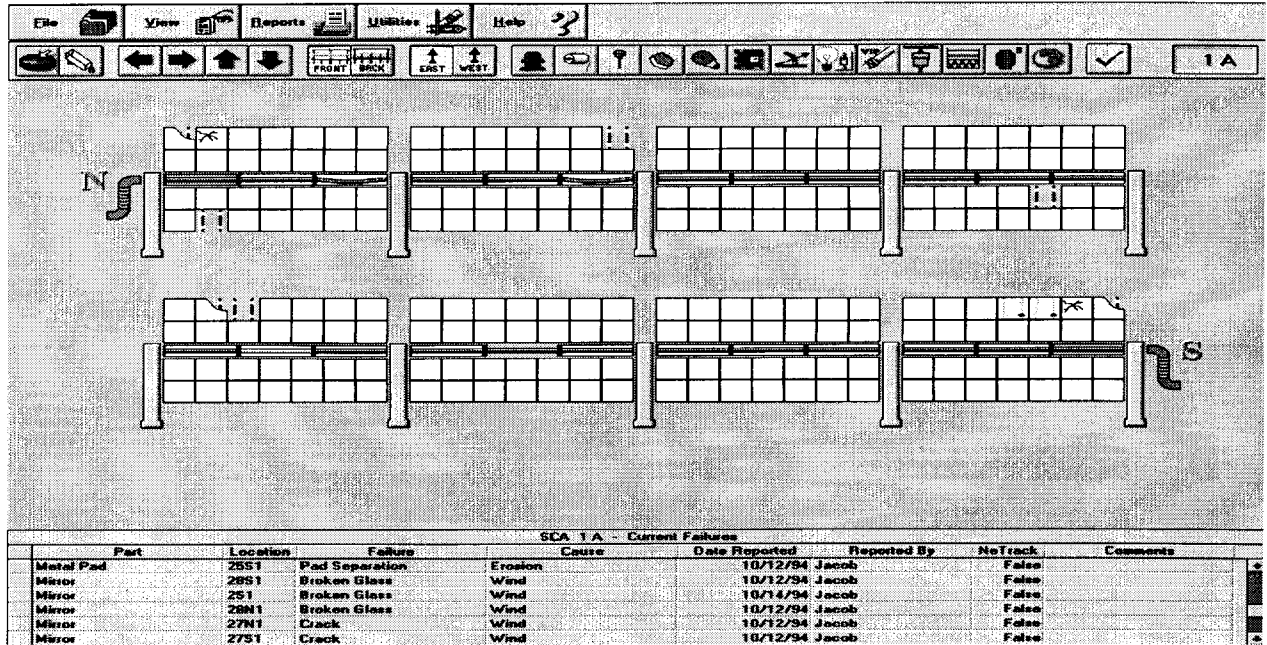 File View Reports Utilities Help
FRONT BACK EAST WEST VIP 1 A
N
S
SCA 1 A - Current Failures
Part Location Failure Cause Date Reported Reported By NoTrack Comments
Metal Pad 25S1 Pad Separation Erosion 10/12/94 Jacob False
Mirror 28S1 Broken Glass Wind 10/12/94 Jacob False
Mirror 2S1 Broken Glass Wind 10/14/94 Jacob False
Mirror 28N1 Broken Glass Wind 10/12/94 Jacob False
Mirror 27N1 Crack Wind 10/12/94 Jacob False
Mirror 27S1 Crack Wind 10/12/94 Jacob False